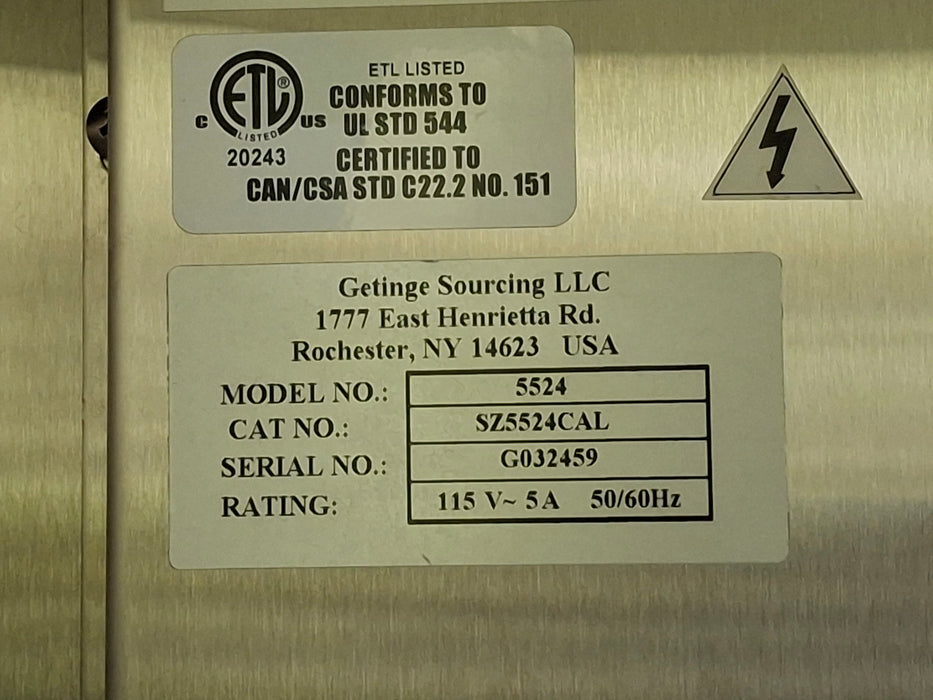 ETL LISTED
CONFORMS TO
UL STD 544
CERTIFIED TO
CAN/CSA STD C22.2 NO. 151
C ETL® US
LISTED
20243
Getinge Sourcing LLC
1777 East Henrietta Rd.
Rochester, NY 14623 USA
MODEL NO.: 5524
CAT NO.: SZ5524CAL
SERIAL NO.: G032459
RATING: 115 V~ 5A 50/60Hz